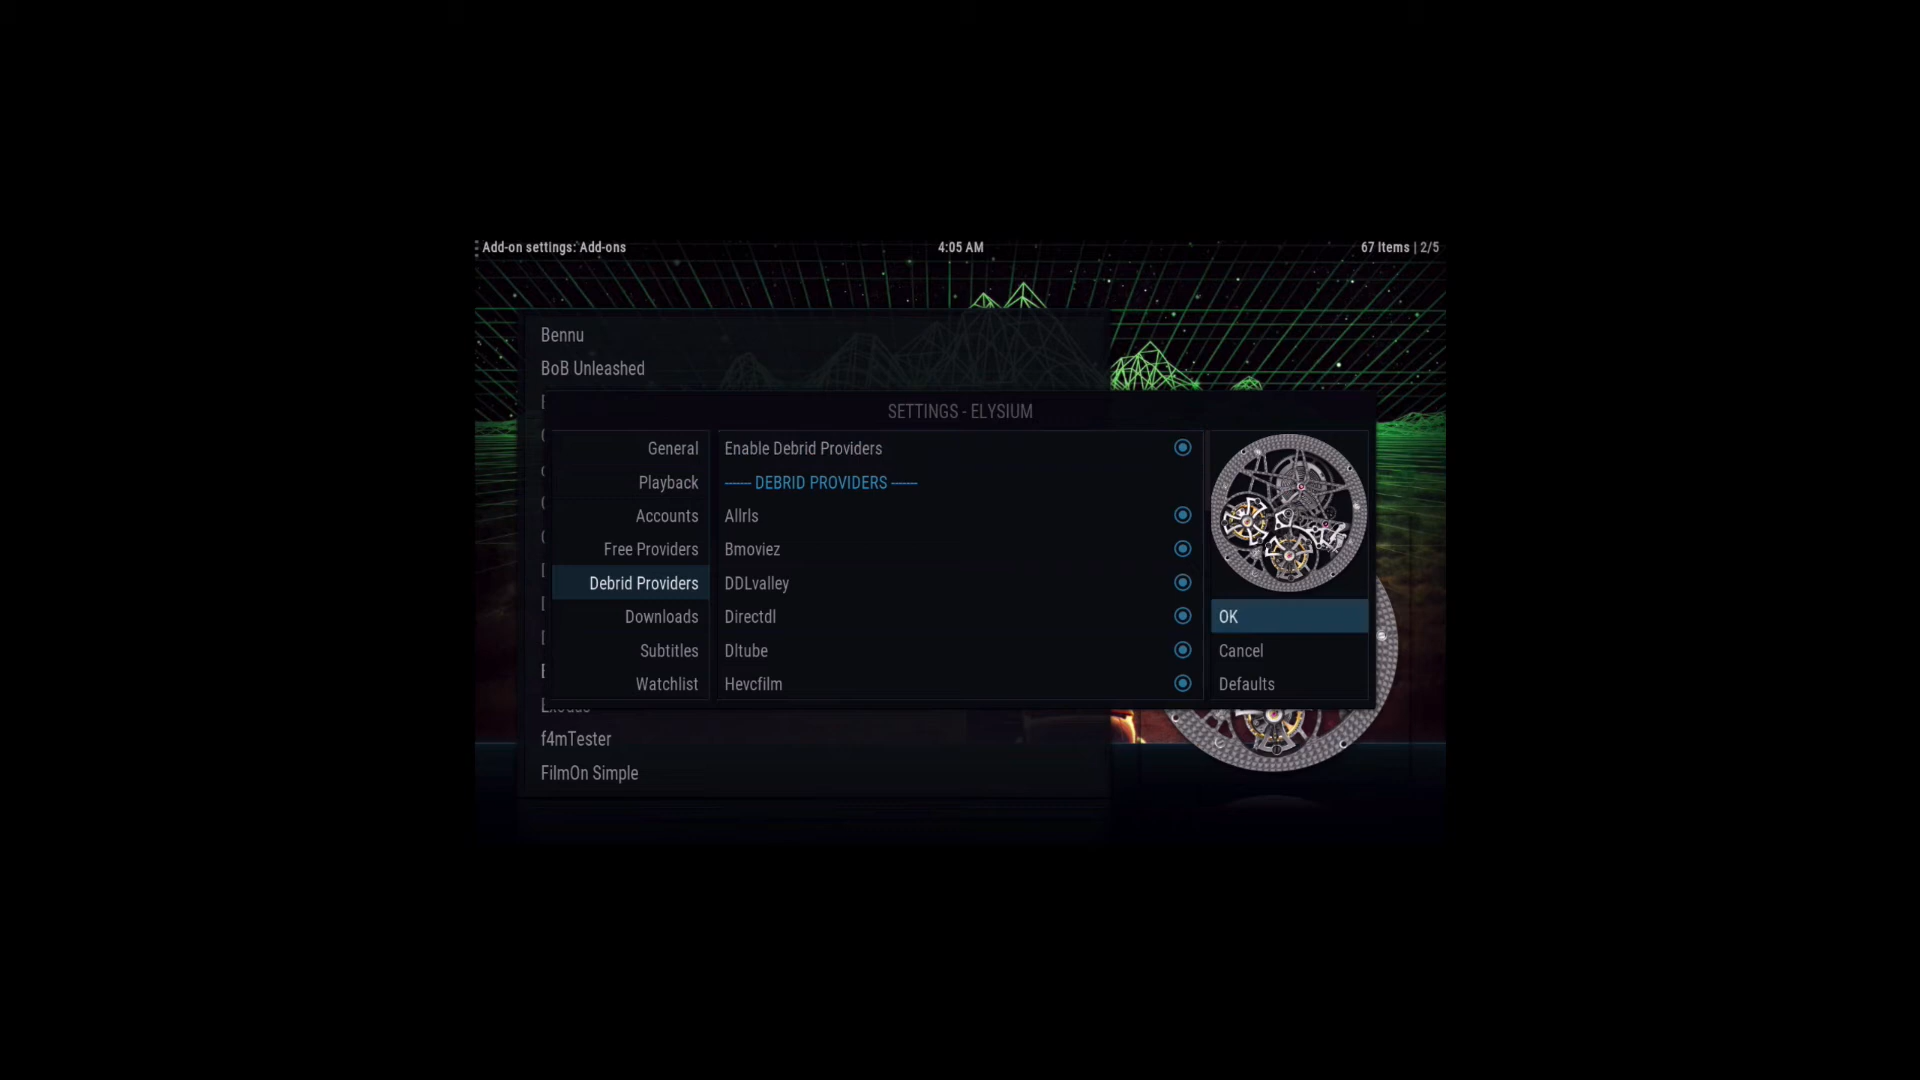 Add-on settings: Add-ons
4:05 AM
67 Items | 2/5
Bennu
BoB Unleashed
SETTINGS - ELYSIUM
General
Playback
Accounts
Free Providers
Debrid Providers
Downloads
Subtitles
Watchlist
Enable Debrid Providers
------- DEBRID PROVIDERS -------
Allrls
Bmoviez
DDLvalley
Directdl
Dltube
Hevcfilm
OK
Cancel
Defaults
Exodus
f4mTester
FilmOn Simple